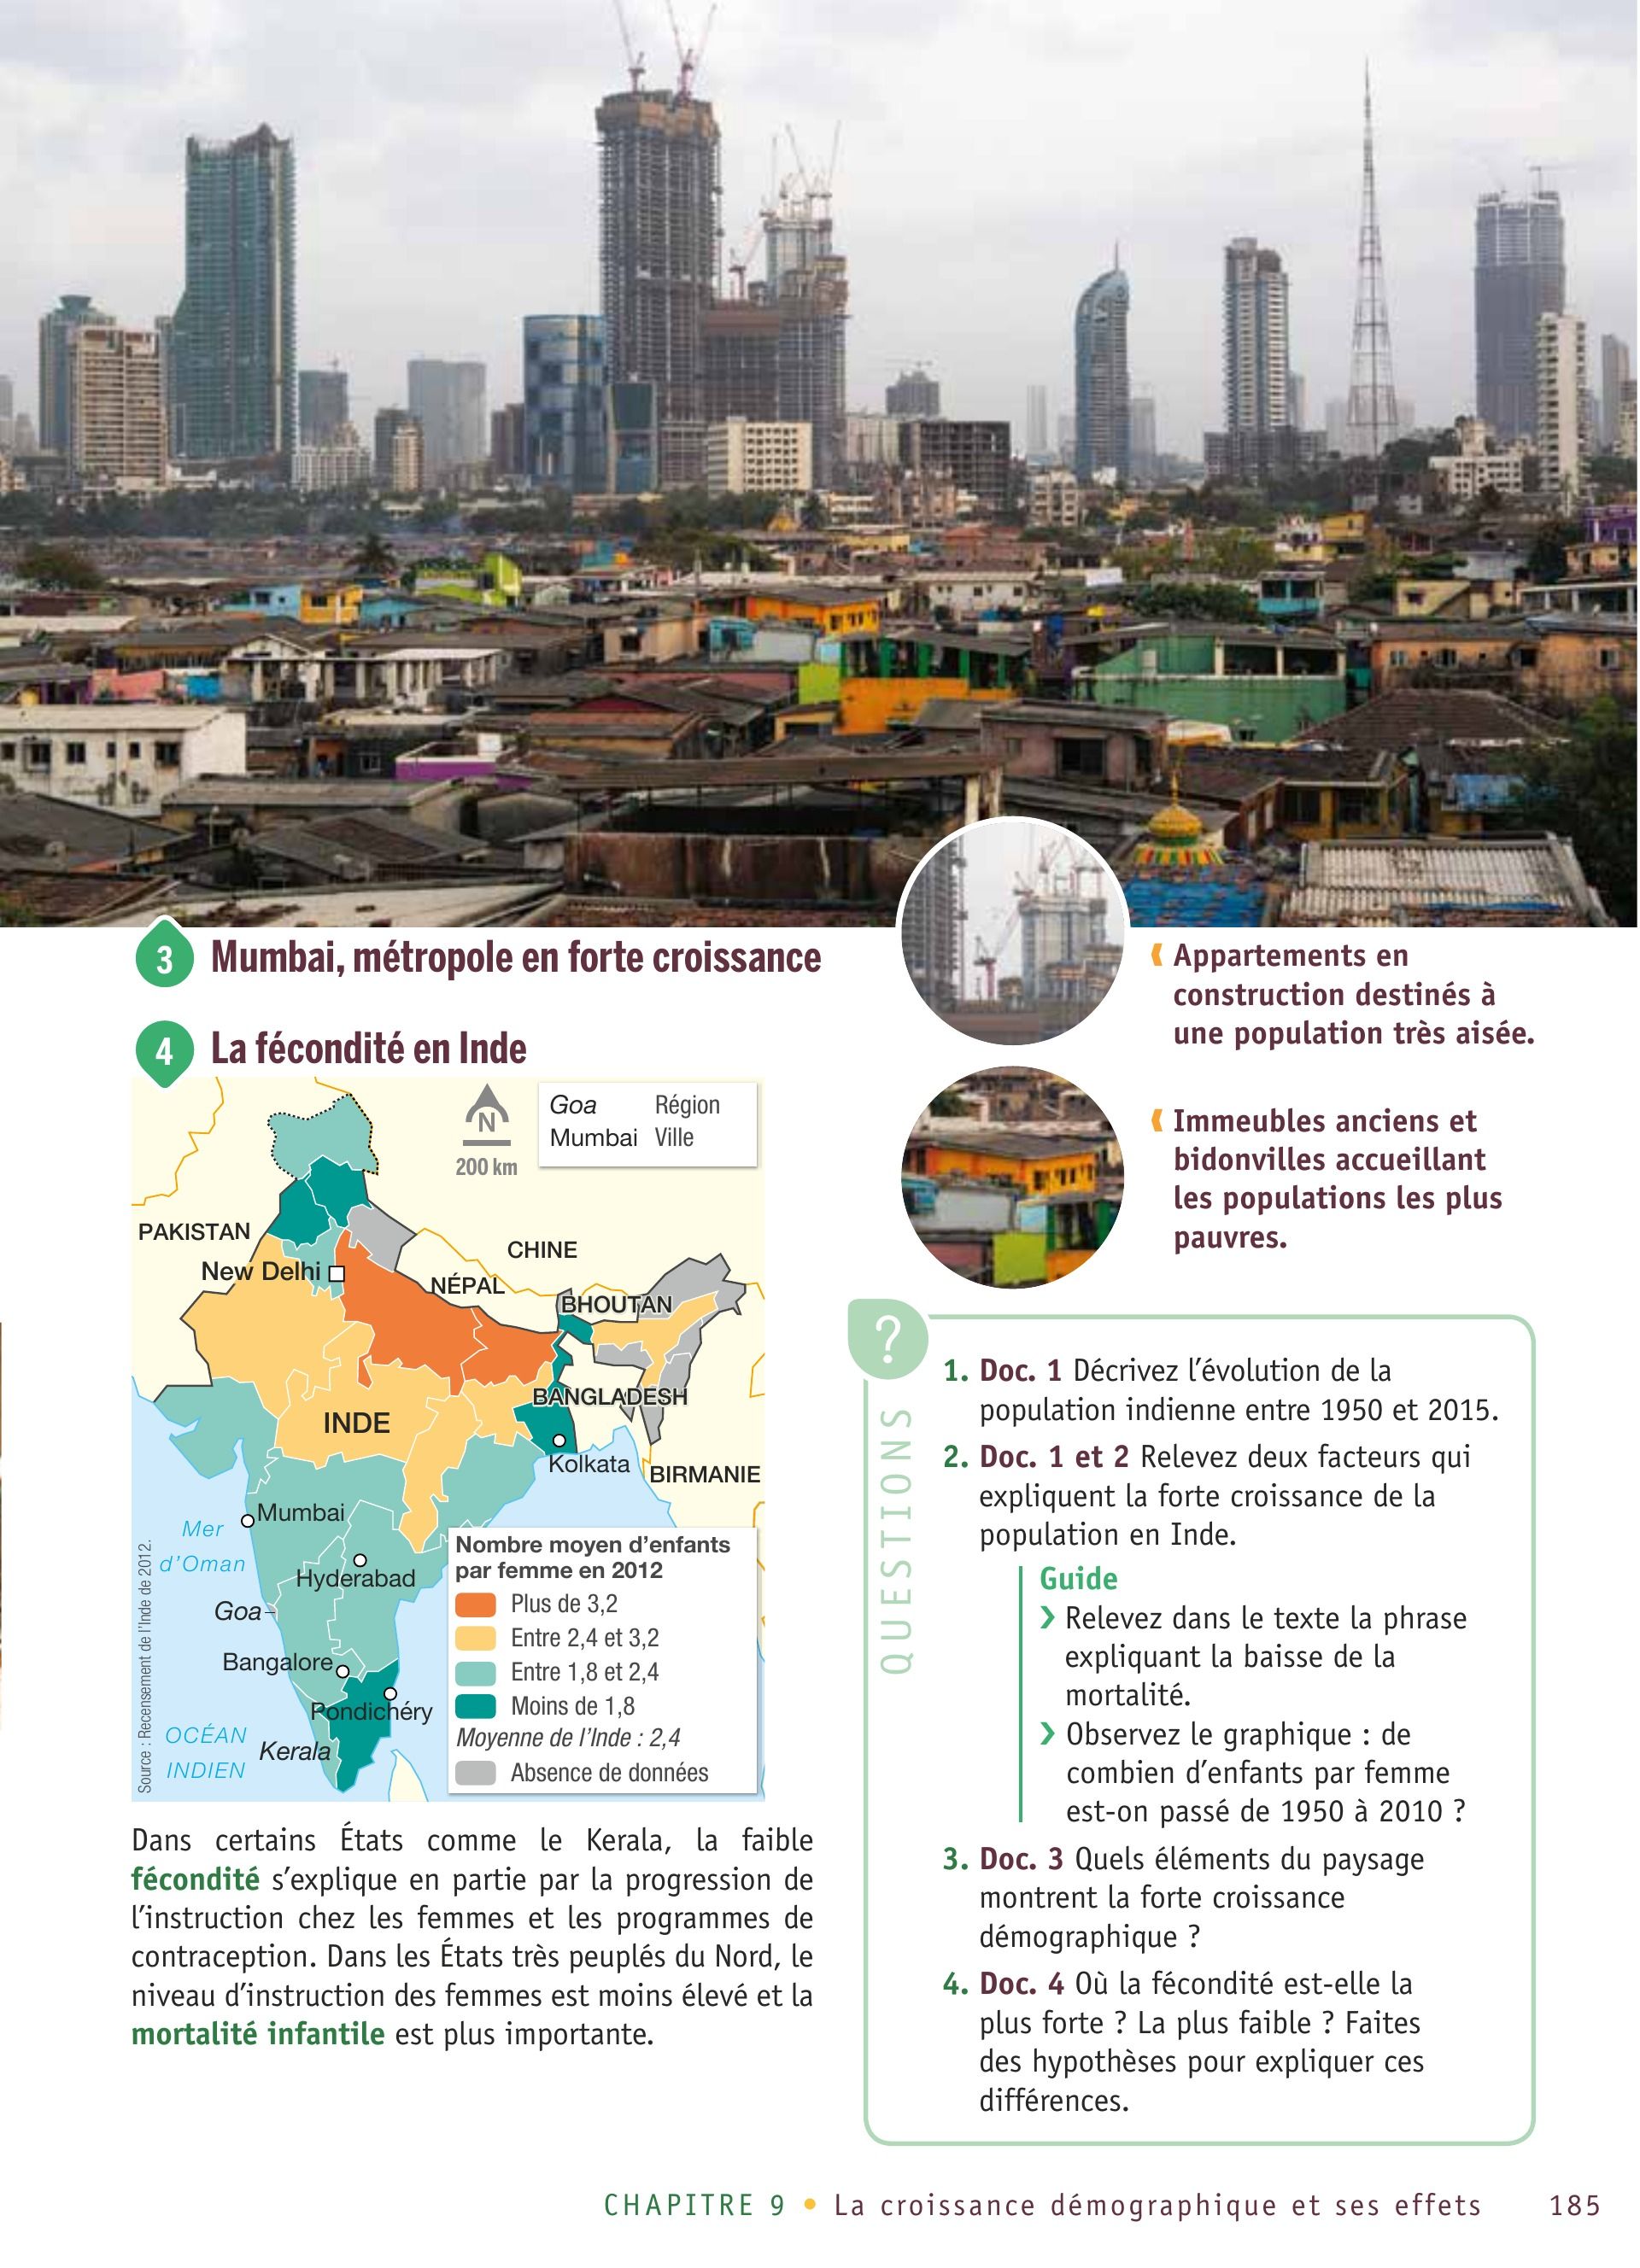 3 Mumbai, métropole en forte croissance
Appartements en
construction destinés à
une population très aisée.
Immeubles anciens et
bidonvilles accueillant
les populations les plus
pauvres.
4 La fécondité en Inde
N
200 km
Goa Région
Mumbai Ville
PAKISTAN
CHINE
New Delhi
NÉPAL
BHOUTAN
BANGLADESH
INDE
Kolkata
BIRMANIE
Mumbai
Mer
d’Oman
Hyderabad
Goa
Bangalore
Pondichéry
OCÉAN
INDIEN
Kerala
Nombre moyen d’enfants
par femme en 2012
Plus de 3,2
Entre 2,4 et 3,2
Entre 1,8 et 2,4
Moins de 1,8
Moyenne de l’Inde : 2,4
Absence de données
Source : Recensement de l’Inde de 2012.
Dans certains États comme le Kerala, la faible
fécondité s’explique en partie par la progression de
l’instruction chez les femmes et les programmes de
contraception. Dans les États très peuplés du Nord, le
niveau d’instruction des femmes est moins élevé et la
mortalité infantile est plus importante.
?
QUESTIONS
1. Doc. 1 Décrivez l’évolution de la
population indienne entre 1950 et 2015.
2. Doc. 1 et 2 Relevez deux facteurs qui
expliquent la forte croissance de la
population en Inde.
Guide
› Relevez dans le texte la phrase
expliquant la baisse de la
mortalité.
› Observez le graphique : de
combien d’enfants par femme
est-on passé de 1950 à 2010 ?
3. Doc. 3 Quels éléments du paysage
montrent la forte croissance
démographique ?
4. Doc. 4 Où la fécondité est-elle la
plus forte ? La plus faible ? Faites
des hypothèses pour expliquer ces
différences.
CHAPITRE 9 • La croissance démographique et ses effets 185